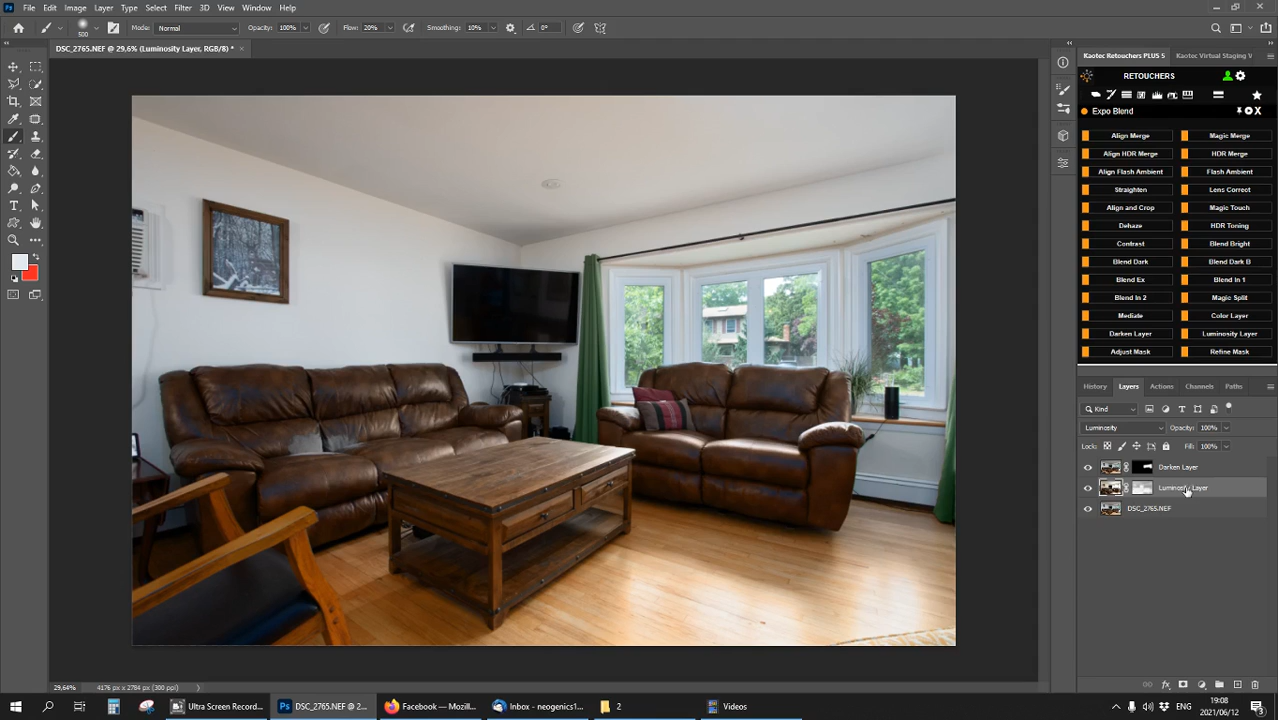 File Edit Image Layer Type Select Filter 3D View Window Help
Mode: Normal Opacity: 100% Flow: 20% Smoothing: 10% 0°
500
DSC_2765.NEF @ 29,6% (Luminosity Layer, RGB/8) *
Kaotec Retouchers PLUS 5 Kaotec Virtual Staging V
RETOUCHERS
Expo Blend
Align Merge Magic Merge
Align HDR Merge HDR Merge
Align Flash Ambient Flash Ambient
Straighten Lens Correct
Align and Crop Magic Touch
Dehaze HDR Toning
Contrast Blend Bright
Blend Dark Blend Dark B
Blend Ex Blend In 1
Blend In 2 Magic Split
Mediate Color Layer
Darken Layer Luminosity Layer
Adjust Mask Refine Mask
History Layers Actions Channels Paths
Kind
Luminosity Opacity: 100%
Locks: Fill: 100%
Darken Layer
Luminosity Layer
DSC_2765.NEF
29,64% 4176 px x 2784 px (300 ppi)
Ultra Screen Record... DSC_2765.NEF @ 2... Facebook — Mozill... Inbox - neogenics1... 2 Videos
ENG 19:08
2021/06/12
3